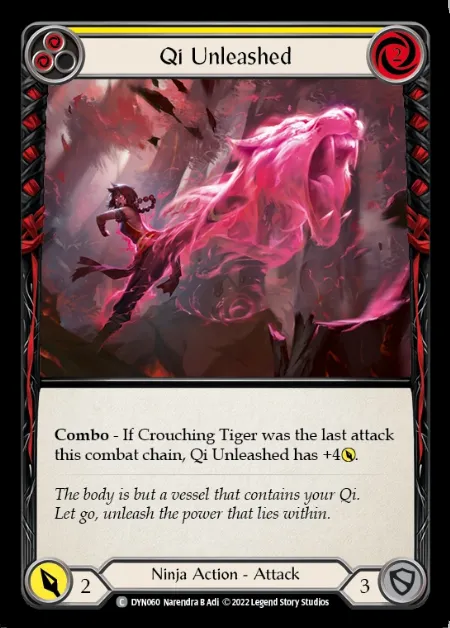 Qi Unleashed
2
Combo - If Crouching Tiger was the last attack
this combat chain, Qi Unleashed has +4.
The body is but a vessel that contains your Qi.
Let go, unleash the power that lies within.
2
Ninja Action - Attack
3
C DYN060 Narendra B Adi © 2022 Legend Story Studios